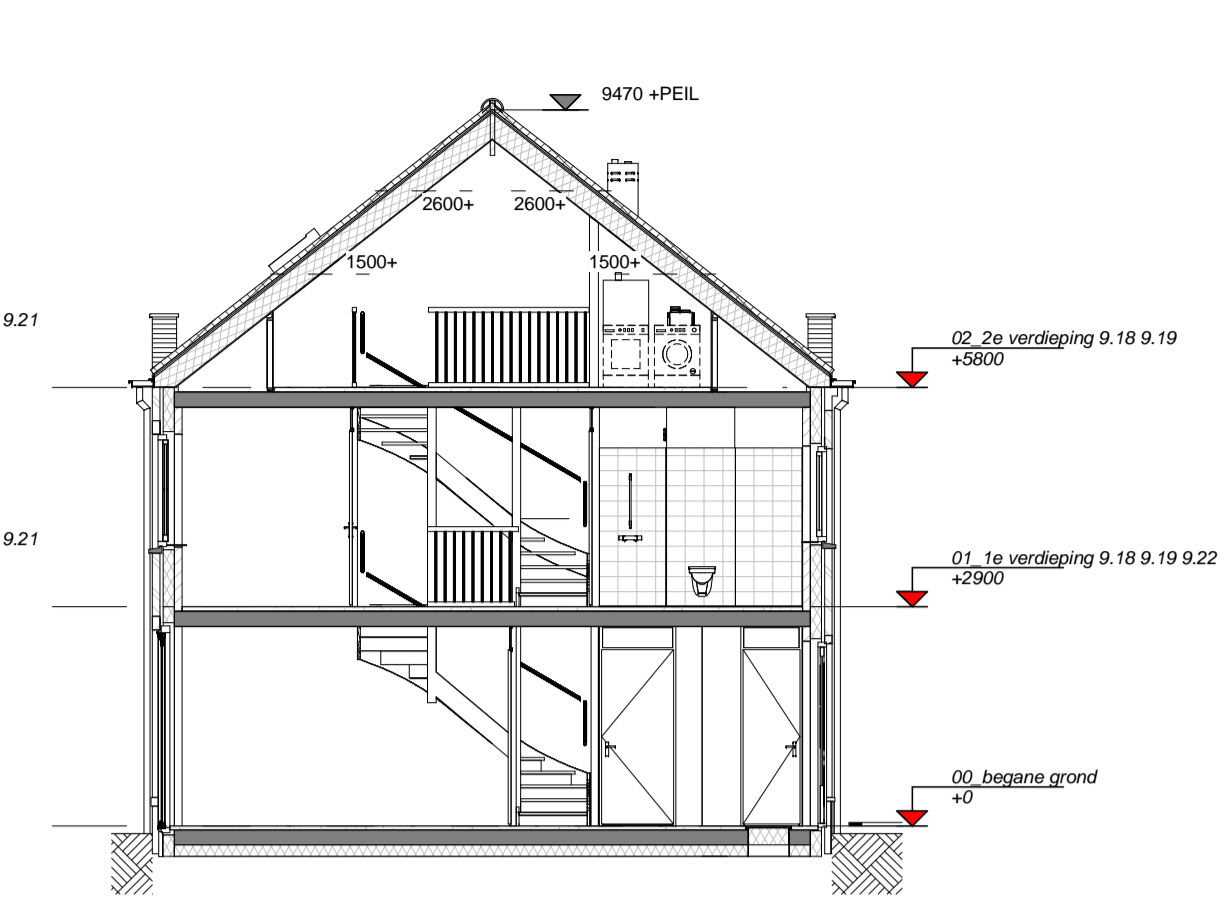 9470 +PEIL
2600+ 2600+
1500+ 1500+
9.21
02_2e verdieping 9.18 9.19
+5800
9.21
01_1e verdieping 9.18 9.19 9.22
+2900
00_begane grond
+0